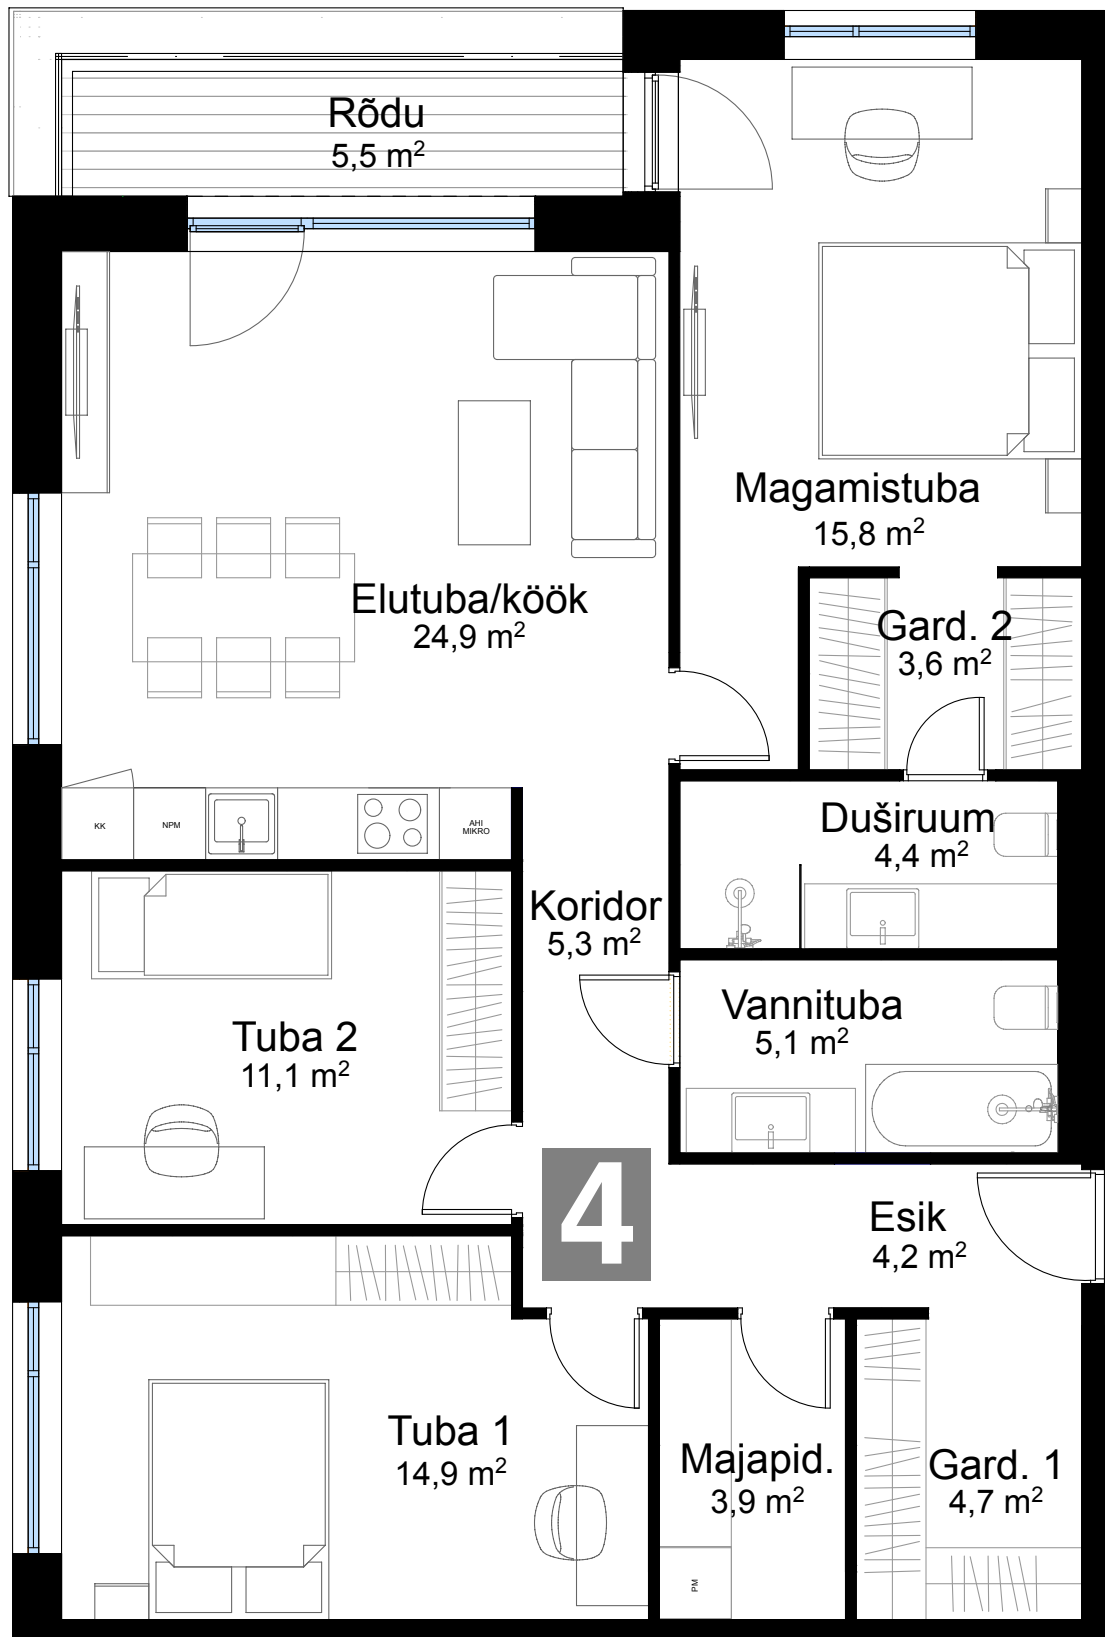 Rõdu
5,5 m²
Magamistuba
15,8 m²
Elutuba/köök
24,9 m²
Gard. 2
3,6 m²
KK
NPM
AHI
MIKRO
Duširuum
4,4 m²
Koridor
5,3 m²
Vannituba
5,1 m²
Tuba 2
11,1 m²
4
Esik
4,2 m²
Tuba 1
14,9 m²
Majapid.
3,9 m²
Gard. 1
4,7 m²
PM